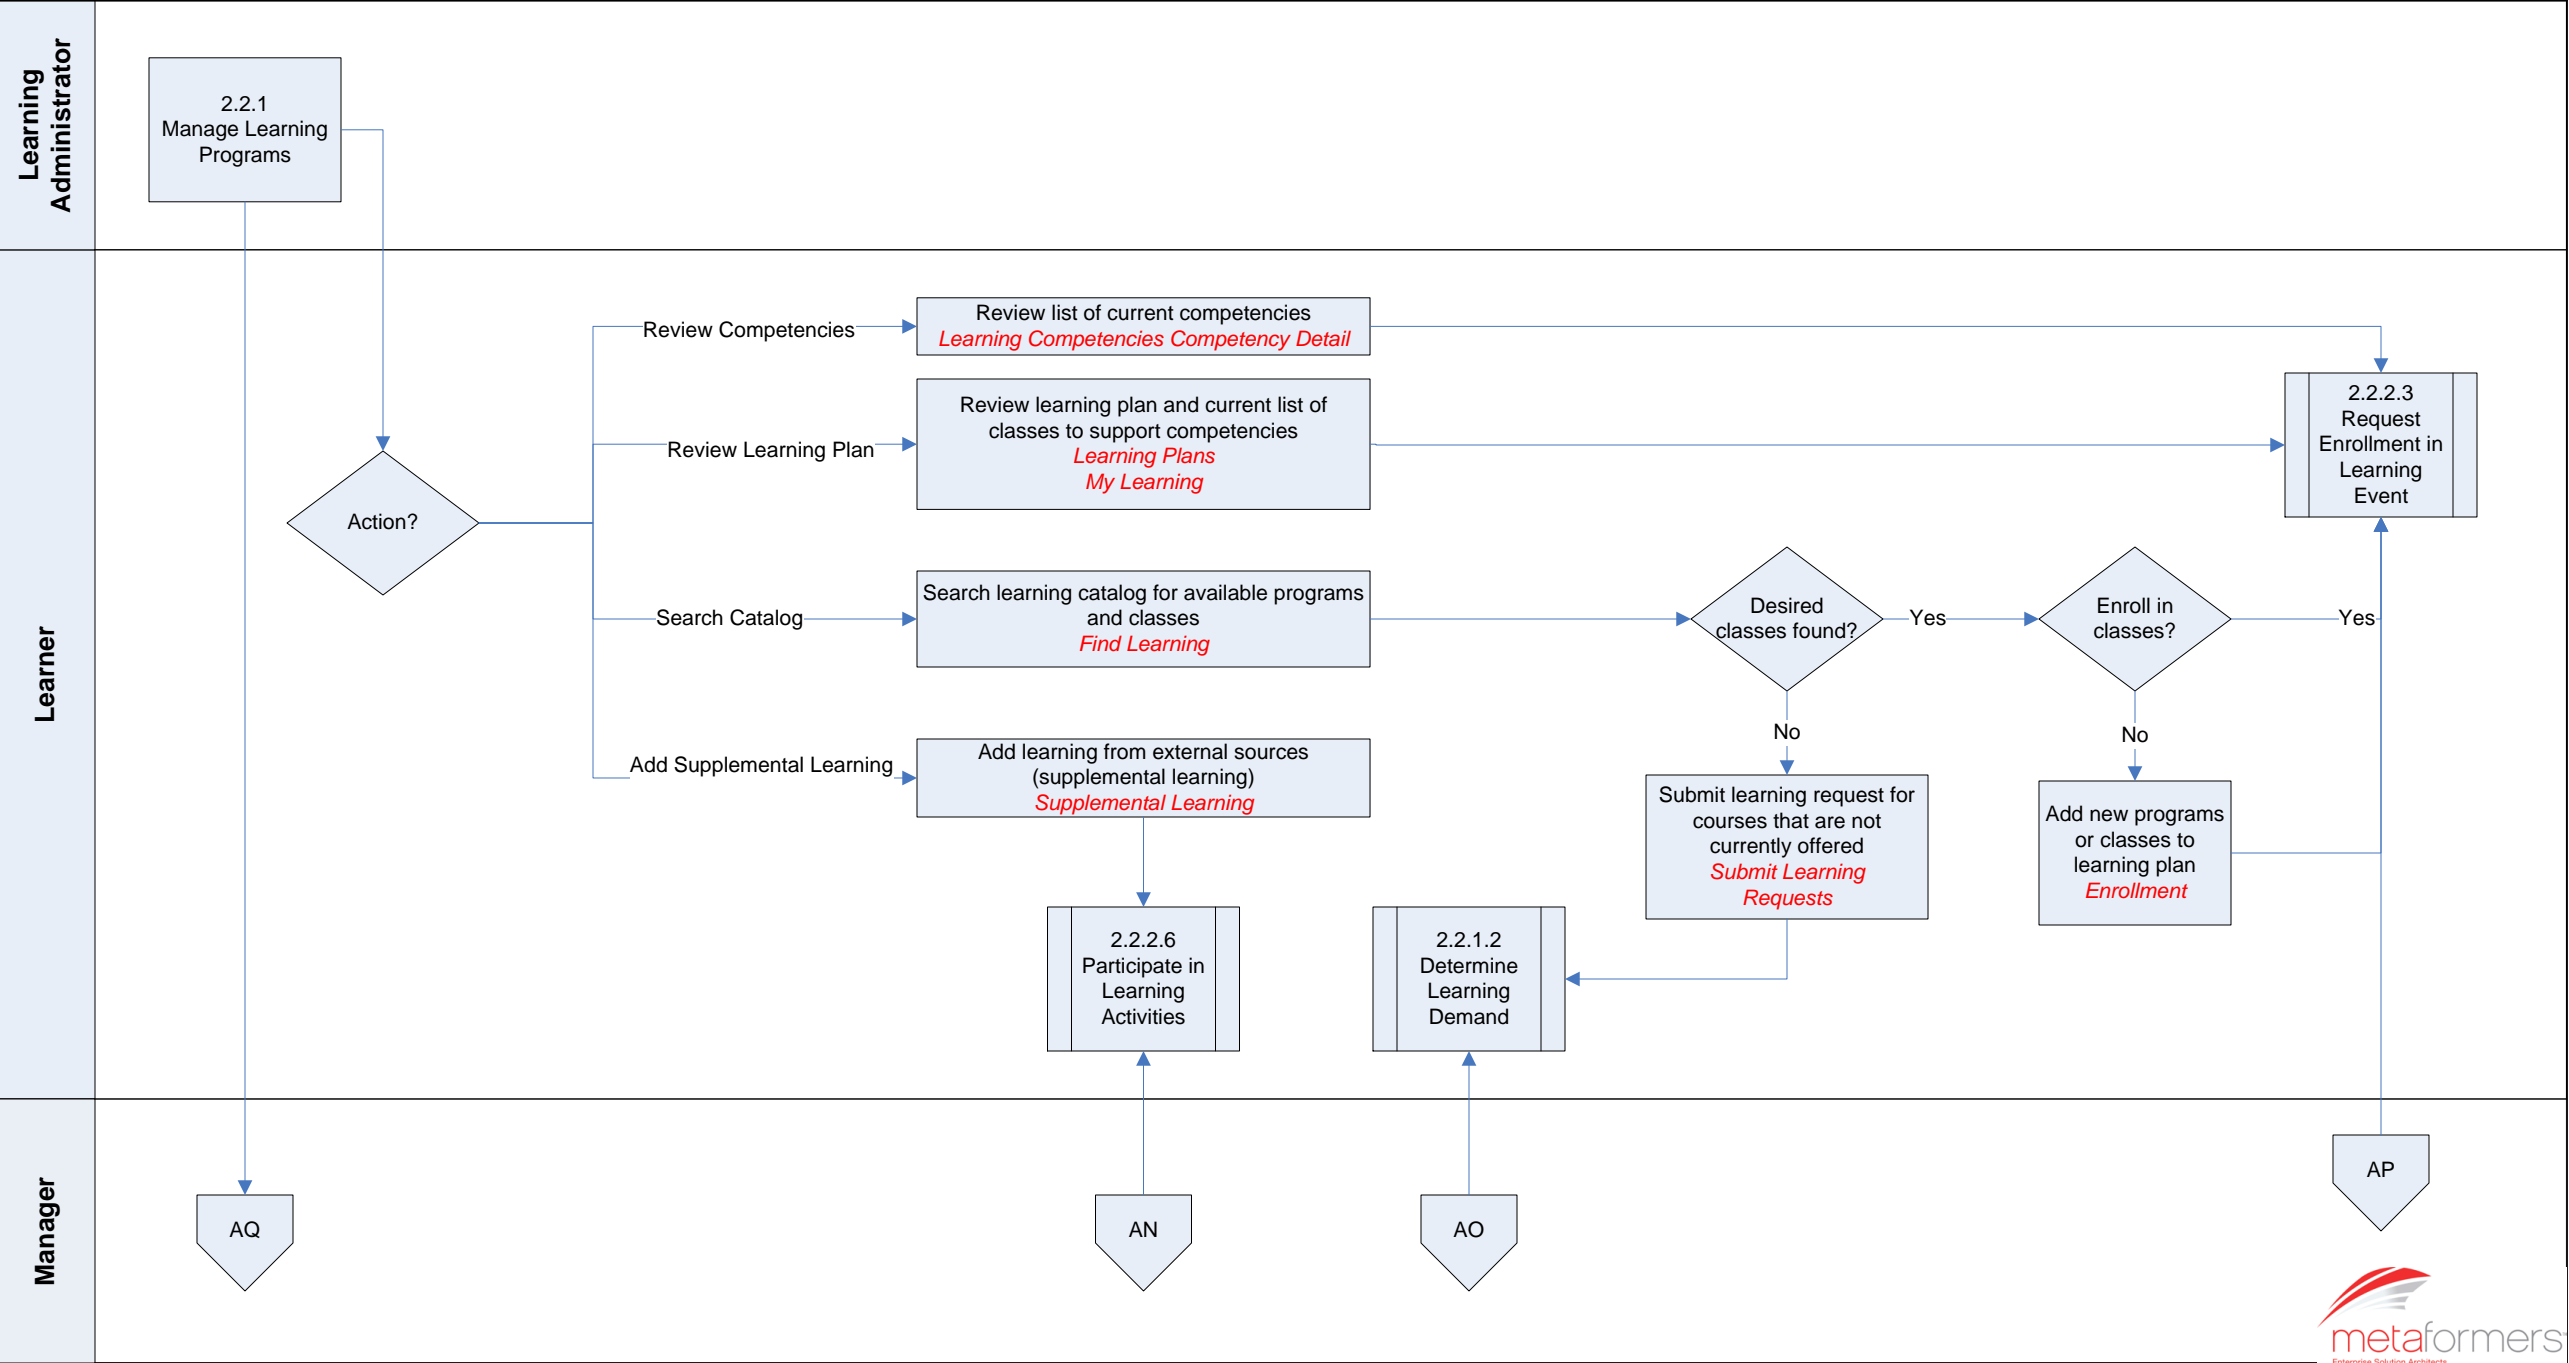 Learning
Administrator
2.2.1
Manage Learning
Programs
Learner
Action?
Review Competencies
Review list of current competencies
Learning Competencies Competency Detail
Review Learning Plan
Review learning plan and current list of
classes to support competencies
Learning Plans
My Learning
2.2.2.3
Request
Enrollment in
Learning
Event
Search Catalog
Search learning catalog for available programs
and classes
Find Learning
Desired
classes found?
Yes
Enroll in
classes?
Yes
No
No
Add Supplemental Learning
Add learning from external sources
(supplemental learning)
Supplemental Learning
Submit learning request for
courses that are not
currently offered
Submit Learning
Requests
Add new programs
or classes to
learning plan
Enrollment
2.2.2.6
Participate in
Learning
Activities
2.2.1.2
Determine
Learning
Demand
Manager
AQ
AN
AO
AP
metaformers
Enterprise Solution Architects